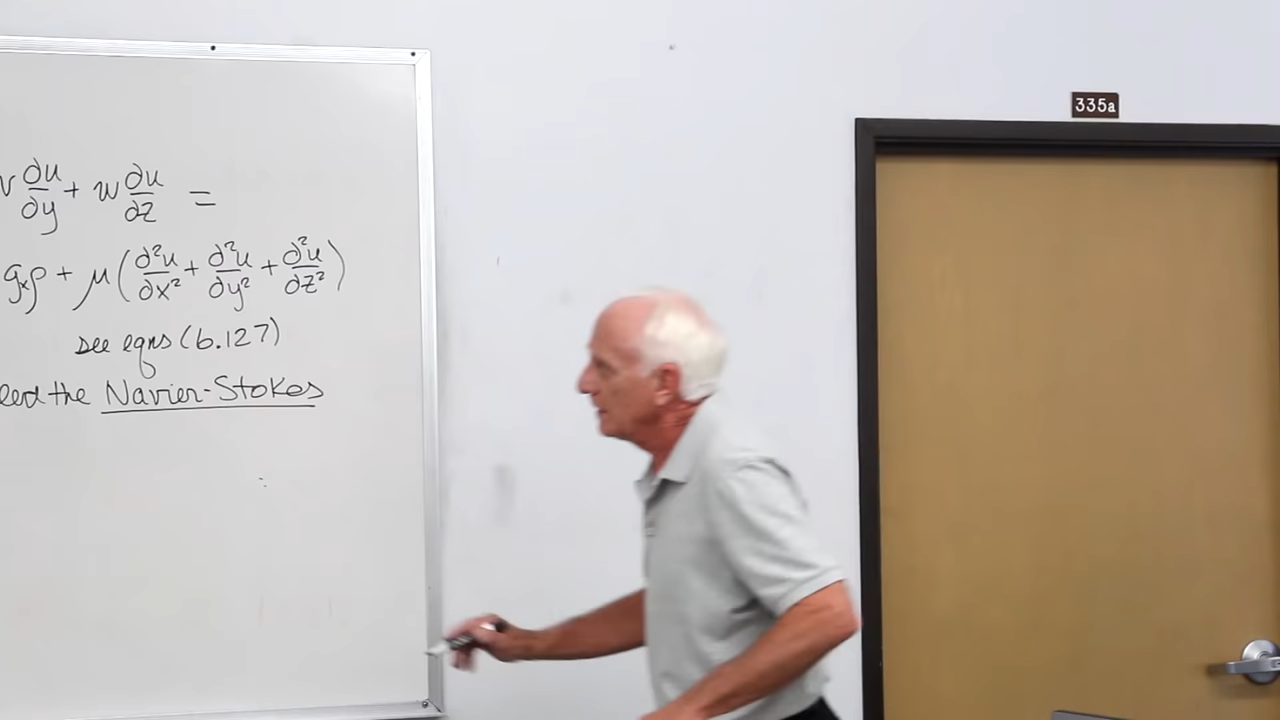 v ∂u/∂y + w ∂u/∂z =
gₓρ + μ(∂²u/∂x² + ∂²u/∂y² + ∂²u/∂z²)
see eqns (6.127)
the Navier-Stokes
335a